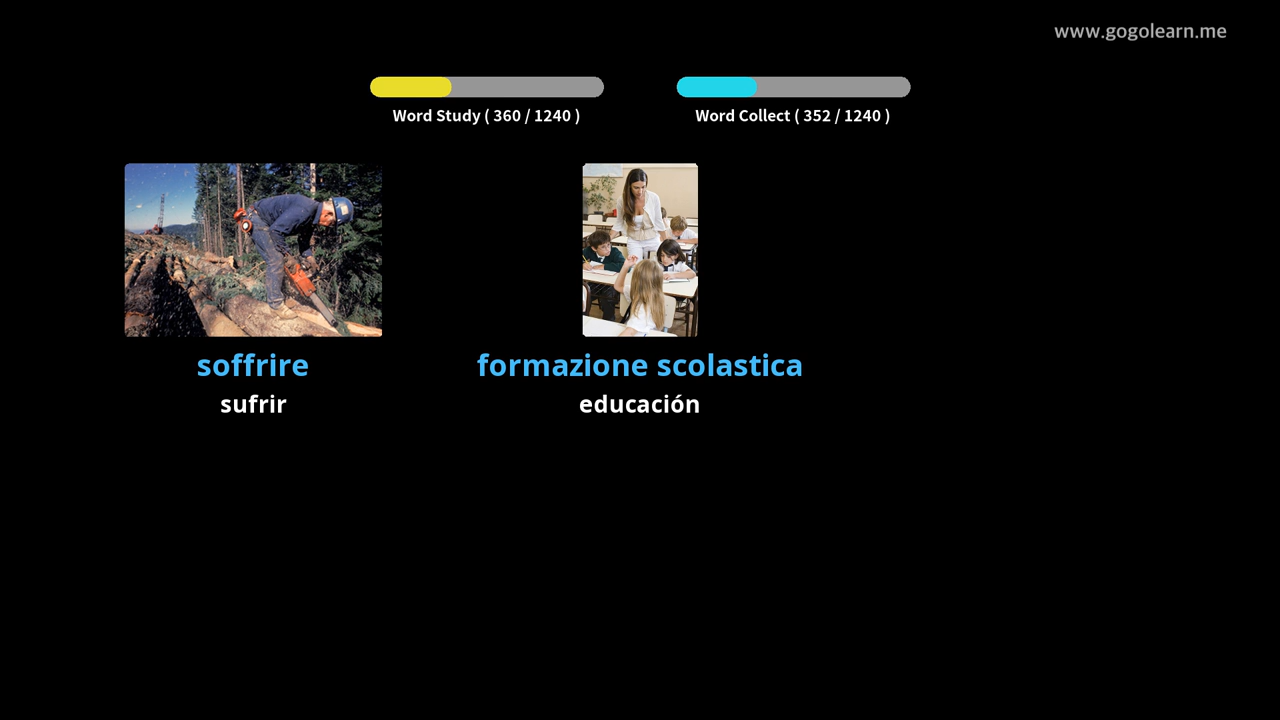 www.gogolearn.me
Word Study ( 360 / 1240 )
Word Collect ( 352 / 1240 )
soffrire
sufrir
formazione scolastica
educación